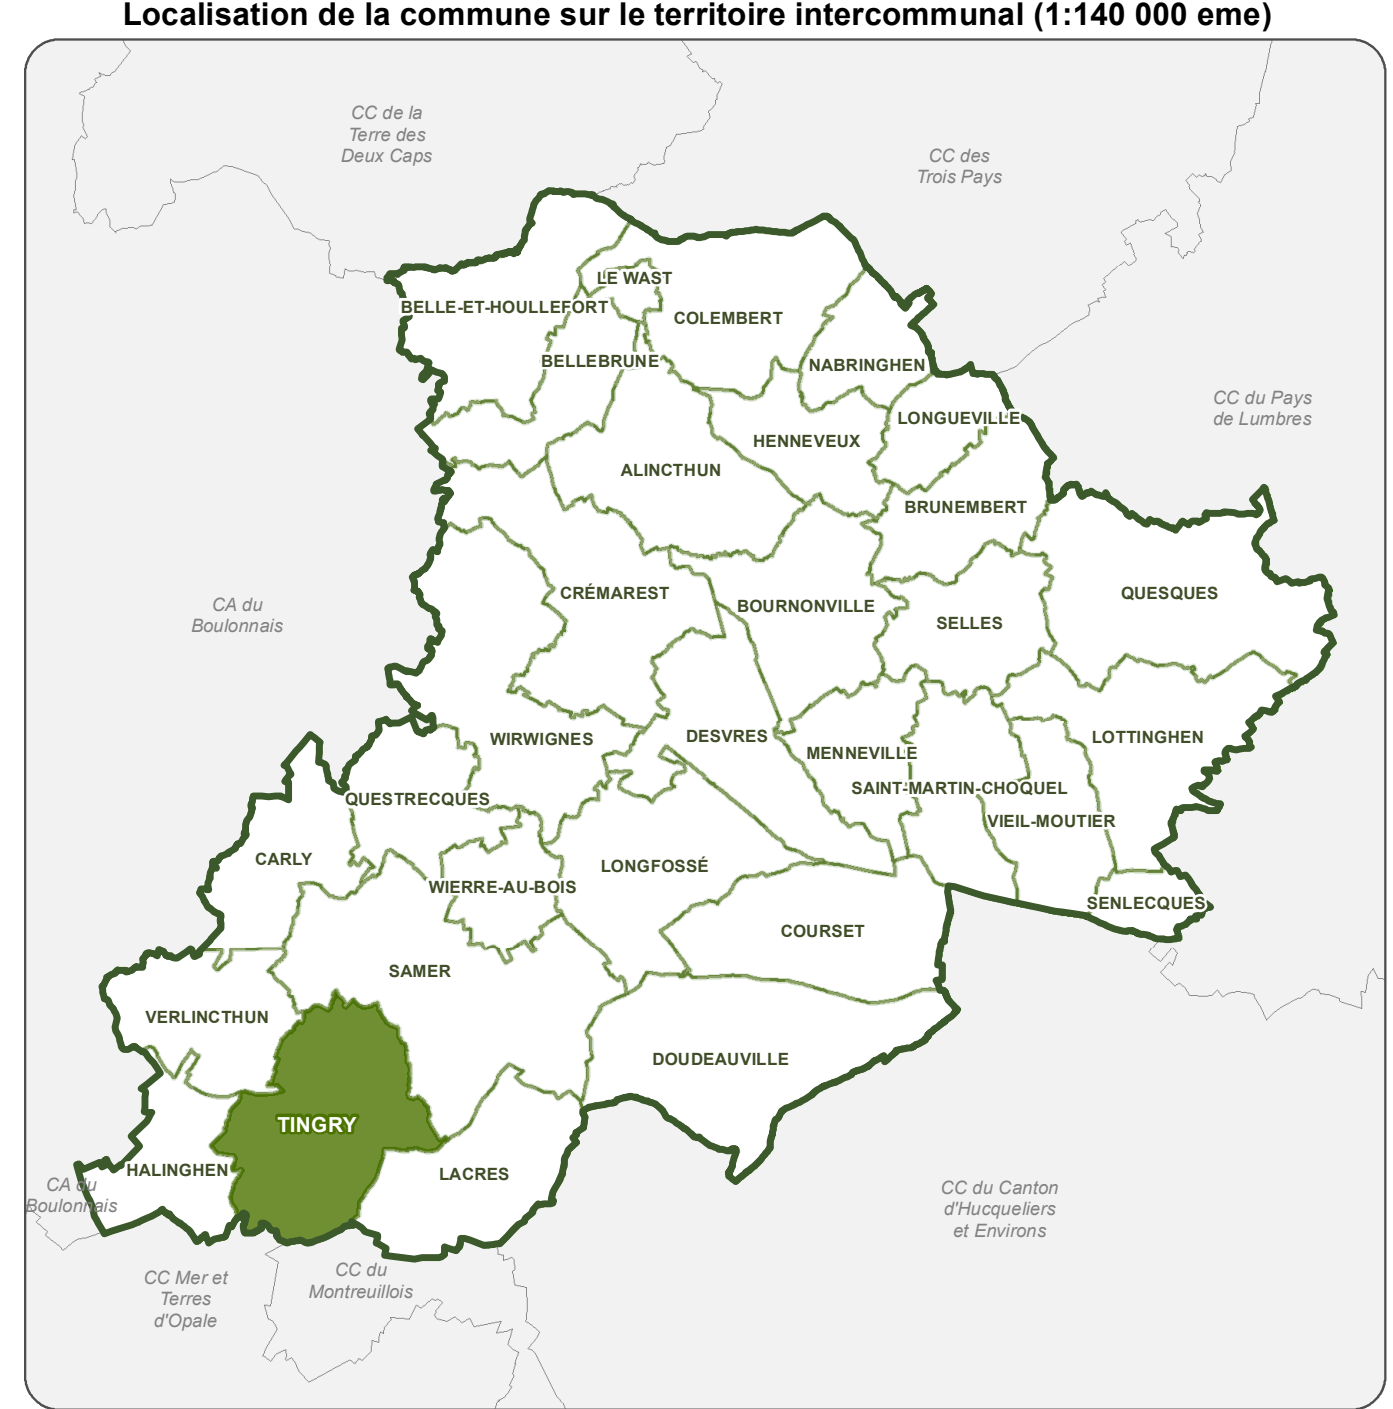 Localisation de la commune sur le territoire intercommunal (1:140 000 eme)
CC de la
Terre des
Deux Caps
CC des
Trois Pays
LE WAST
BELLE-ET-HOULLEFORT
COLEMBERT
BELLEBRUNE
NABRINGHEN
CC du Pays
de Lumbres
LONGUEVILLE
HENNEVEUX
ALINCTHUN
BRUNEMBERT
CRÉMAREST
QUESQUES
BOURNONVILLE
CA du
Boulonnais
SELLES
WIRWIGNES
DESVRES
LOTTINGHEN
MENNEVILLE
SAINT-MARTIN-CHOQUEL
QUESTRECQUES
VIEIL-MOUTIER
CARLY
LONGFOSSÉ
WIERRE-AU-BOIS
SENLECQUES
COURSET
SAMER
VERLINCTHUN
DOUDEAUVILLE
TINGRY
HALINGHEN
LACRES
CA du
Boulonnais
CC du Canton
d'Hucqueliers
et Environs
CC Mer et
Terres
d'Opale
CC du
Montreuillois